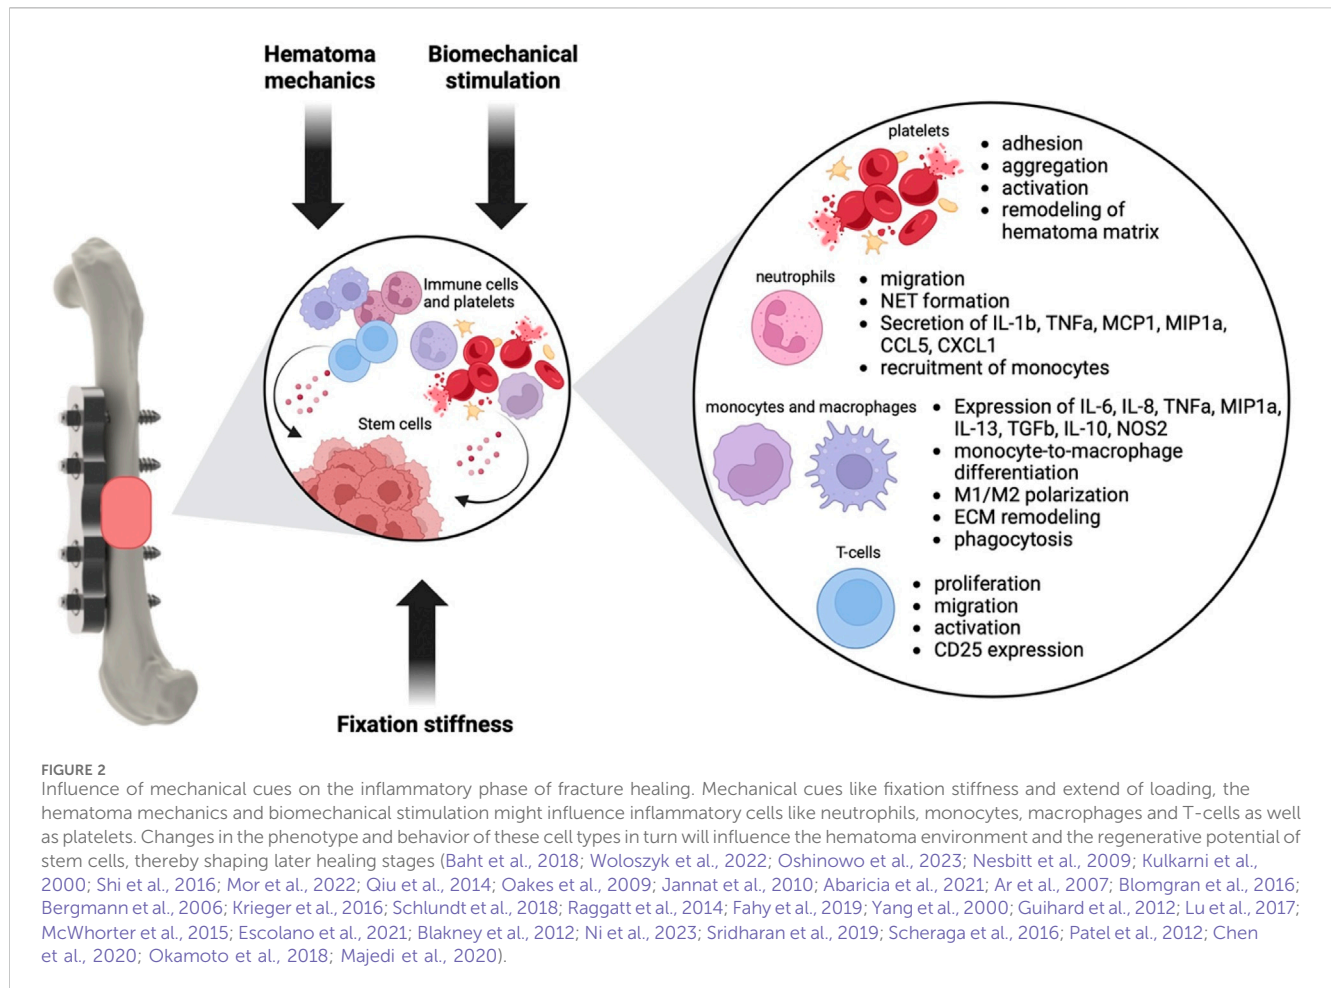 Hematoma
mechanics
Biomechanical
stimulation
Immune cells
and platelets
Stem cells
Fixation stiffness
platelets
• adhesion
• aggregation
• activation
• remodeling of
hematoma matrix
neutrophils
• migration
• NET formation
• Secretion of IL-1b, TNFa, MCP1, MIP1a,
CCL5, CXCL1
• recruitment of monocytes
monocytes and macrophages
• Expression of IL-6, IL-8, TNFa, MIP1a,
IL-13, TGFb, IL-10, NOS2
• monocyte-to-macrophage
differentiation
• M1/M2 polarization
• ECM remodeling
• phagocytosis
T-cells
• proliferation
• migration
• activation
• CD25 expression
FIGURE 2
Influence of mechanical cues on the inflammatory phase of fracture healing. Mechanical cues like fixation stiffness and extend of loading, the
hematoma mechanics and biomechanical stimulation might influence inflammatory cells like neutrophils, monocytes, macrophages and T-cells as well
as platelets. Changes in the phenotype and behavior of these cell types in turn will influence the hematoma environment and the regenerative potential of
stem cells, thereby shaping later healing stages (Baht et al., 2018; Woloszyk et al., 2022; Oshinowo et al., 2023; Nesbitt et al., 2009; Kulkarni et al.,
2000; Shi et al., 2016; Mor et al., 2022; Qiu et al., 2014; Oakes et al., 2009; Jannat et al., 2010; Abaricia et al., 2021; Ar et al., 2007; Blomgran et al., 2016;
Bergmann et al., 2006; Krieger et al., 2016; Schlundt et al., 2018; Raggatt et al., 2014; Fahy et al., 2019; Yang et al., 2000; Guihard et al., 2012; Lu et al., 2017;
McWhorter et al., 2015; Escolano et al., 2021; Blakney et al., 2012; Ni et al., 2023; Sridharan et al., 2019; Scheraga et al., 2016; Patel et al., 2012; Chen
et al., 2020; Okamoto et al., 2018; Majedi et al., 2020).